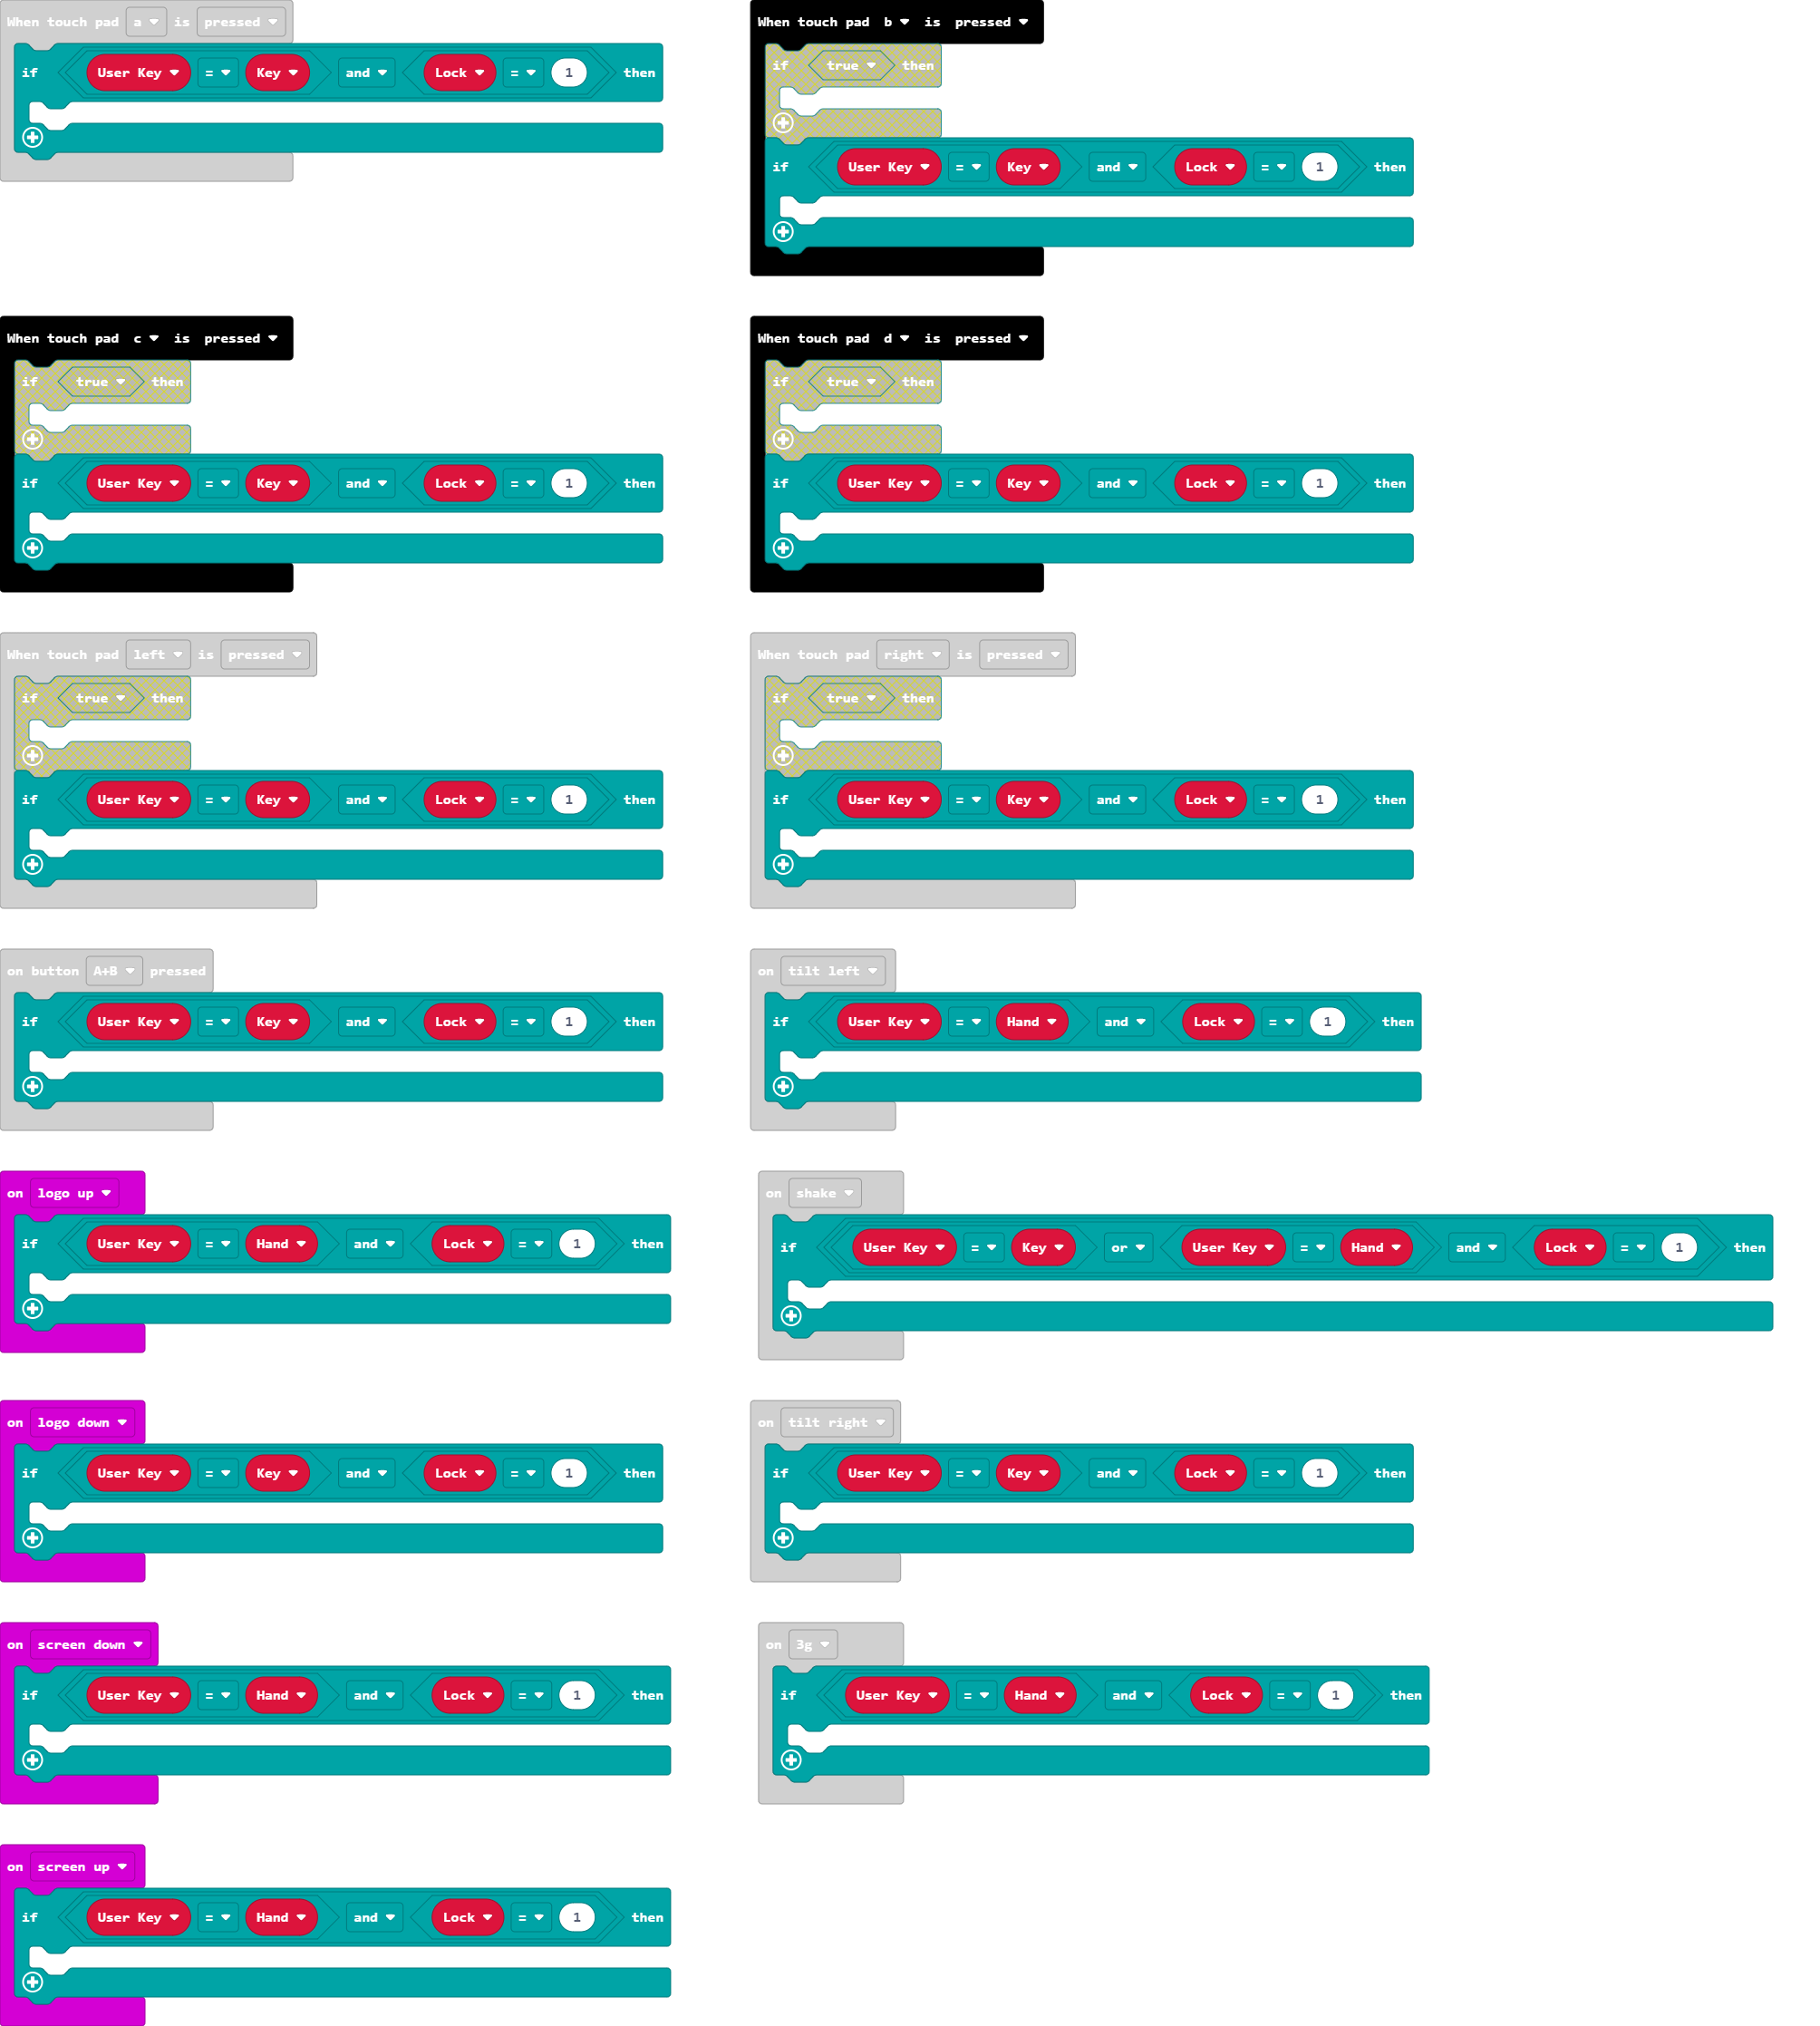 When touch pad a is pressed
if User Key = Key and Lock = 1 then
When touch pad b is pressed
if true then
if User Key = Key and Lock = 1 then
When touch pad c is pressed
if true then
if User Key = Key and Lock = 1 then
When touch pad d is pressed
if true then
if User Key = Key and Lock = 1 then
When touch pad left is pressed
if true then
if User Key = Key and Lock = 1 then
When touch pad right is pressed
if true then
if User Key = Key and Lock = 1 then
on button A+B pressed
if User Key = Key and Lock = 1 then
on tilt left
if User Key = Hand and Lock = 1 then
on logo up
if User Key = Hand and Lock = 1 then
on shake
if User Key = Key or User Key = Hand and Lock = 1 then
on logo down
if User Key = Key and Lock = 1 then
on tilt right
if User Key = Key and Lock = 1 then
on screen down
if User Key = Hand and Lock = 1 then
on 3g
if User Key = Hand and Lock = 1 then
on screen up
if User Key = Hand and Lock = 1 then